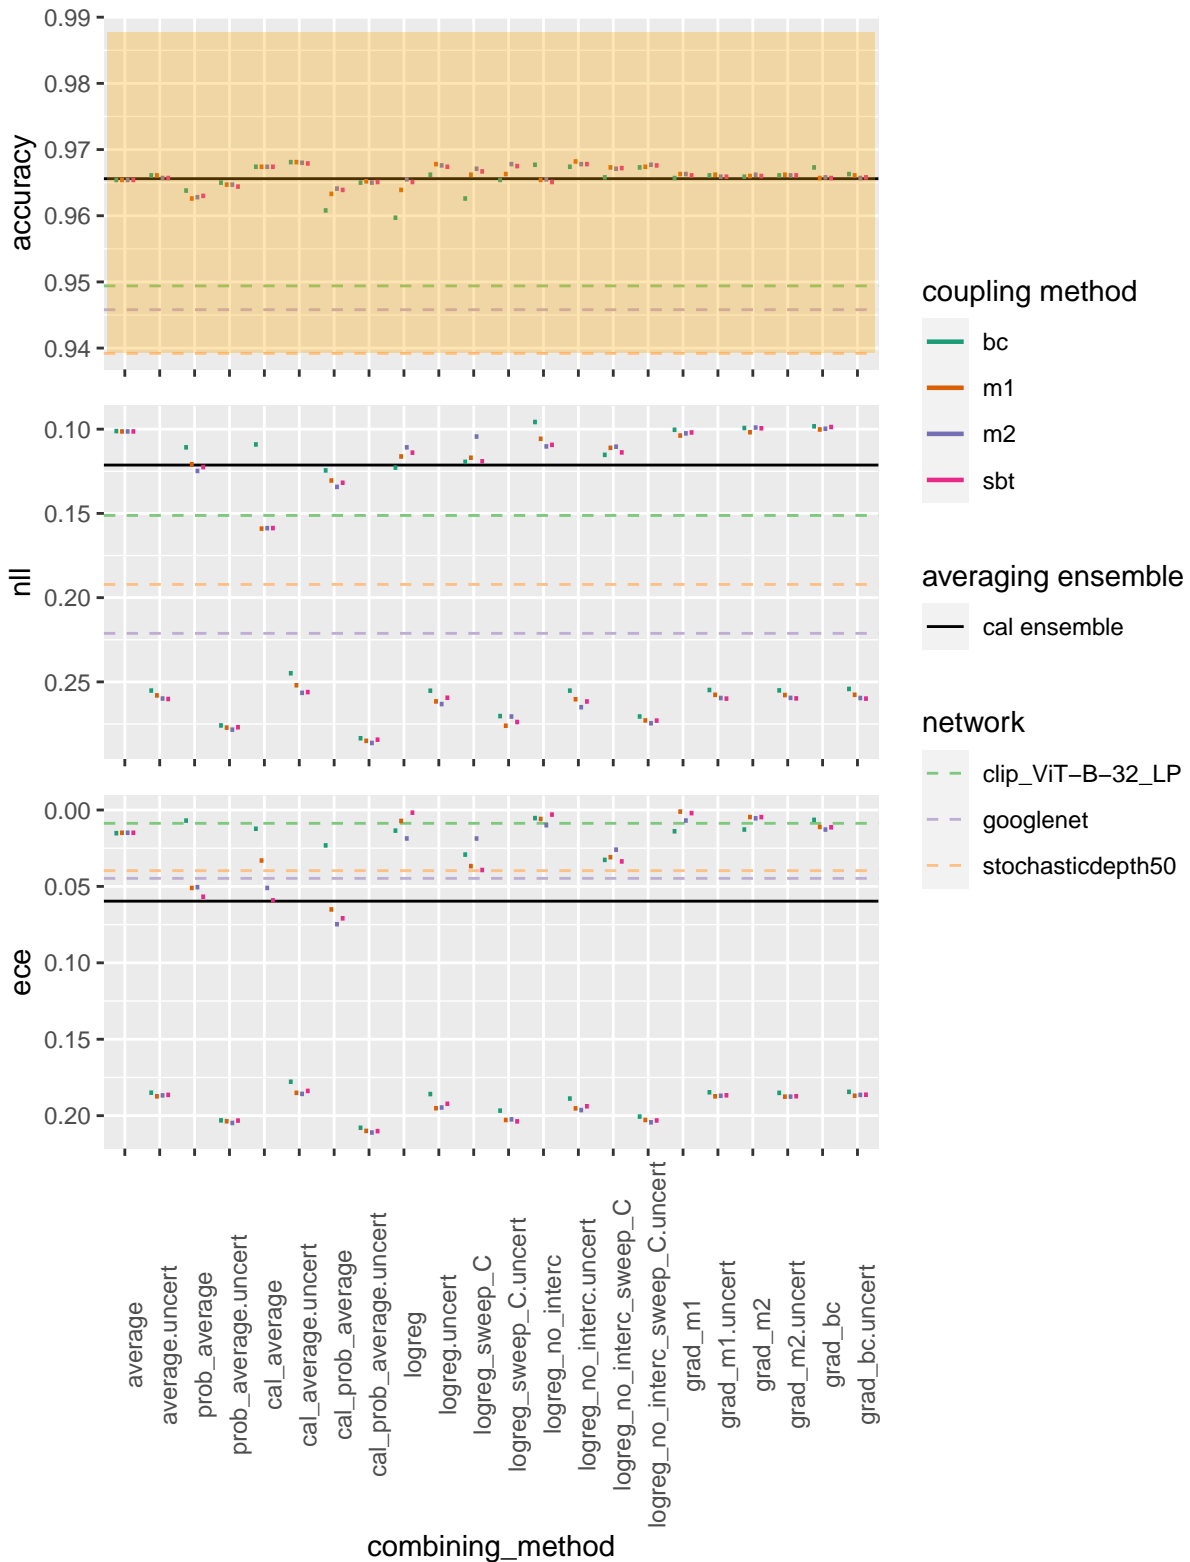 0.99
0.98
0.97
0.96
0.95
0.94
accuracy
0.10
0.15
0.20
0.25
nll
0.00
0.05
0.10
0.15
0.20
ece
average
average.uncert
prob_average
prob_average.uncert
cal_average
cal_average.uncert
cal_prob_average
cal_prob_average.uncert
logreg
logreg.uncert
logreg_sweep_C
logreg_sweep_C.uncert
logreg_no_interc
logreg_no_interc.uncert
logreg_no_interc_sweep_C
logreg_no_interc_sweep_C.uncert
grad_m1
grad_m1.uncert
grad_m2
grad_m2.uncert
grad_bc
grad_bc.uncert
combining_method
coupling method
bc
m1
m2
sbt
averaging ensemble
cal ensemble
network
clip_ViT−B−32_LP
googlenet
stochasticdepth50